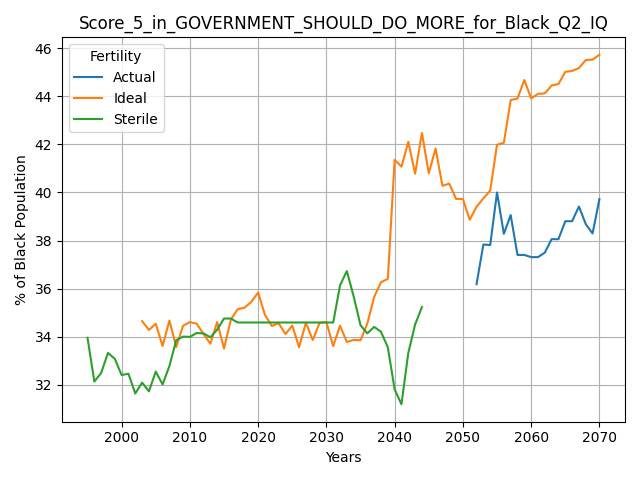 Score_5_in_GOVERNMENT_SHOULD_DO_MORE_for_Black_Q2_IQ
Fertility
Actual
Ideal
Sterile
% of Black Population
46
44
42
40
38
36
34
32
2000 2010 2020 2030 2040 2050 2060 2070
Years